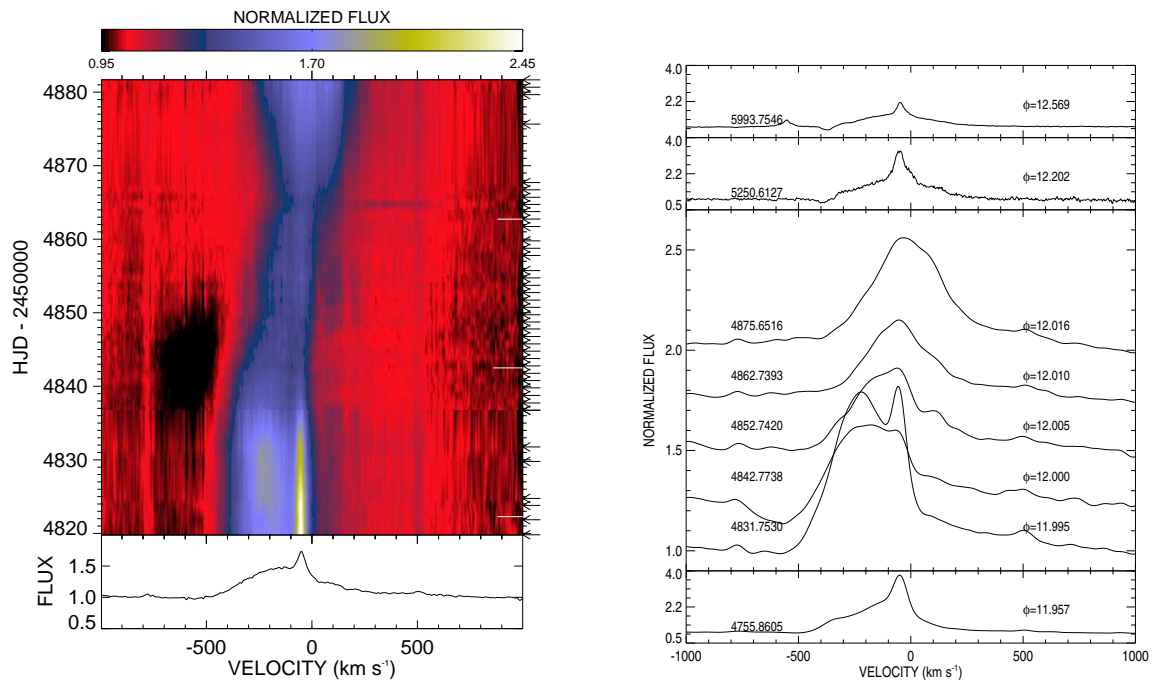 NORMALIZED FLUX
0.95 1.70 2.45
4880
4870
4860
4850
4840
4830
4820
HJD - 2450000
1.5
1.0
0.5
FLUX
-500 0 500
VELOCITY (km s-1)
4.0
2.2
5993.7546 ϕ=12.569
4.0
2.2
0.5
5250.6127 ϕ=12.202
2.5
2.0
1.5
1.0
NORMALIZED FLUX
4875.6516 ϕ=12.016
4862.7393 ϕ=12.010
4852.7420 ϕ=12.005
4842.7738 ϕ=12.000
4831.7530 ϕ=11.995
4.0
2.2
0.5
4755.8605 ϕ=11.957
-1000 -500 0 500 1000
VELOCITY (km s-1)